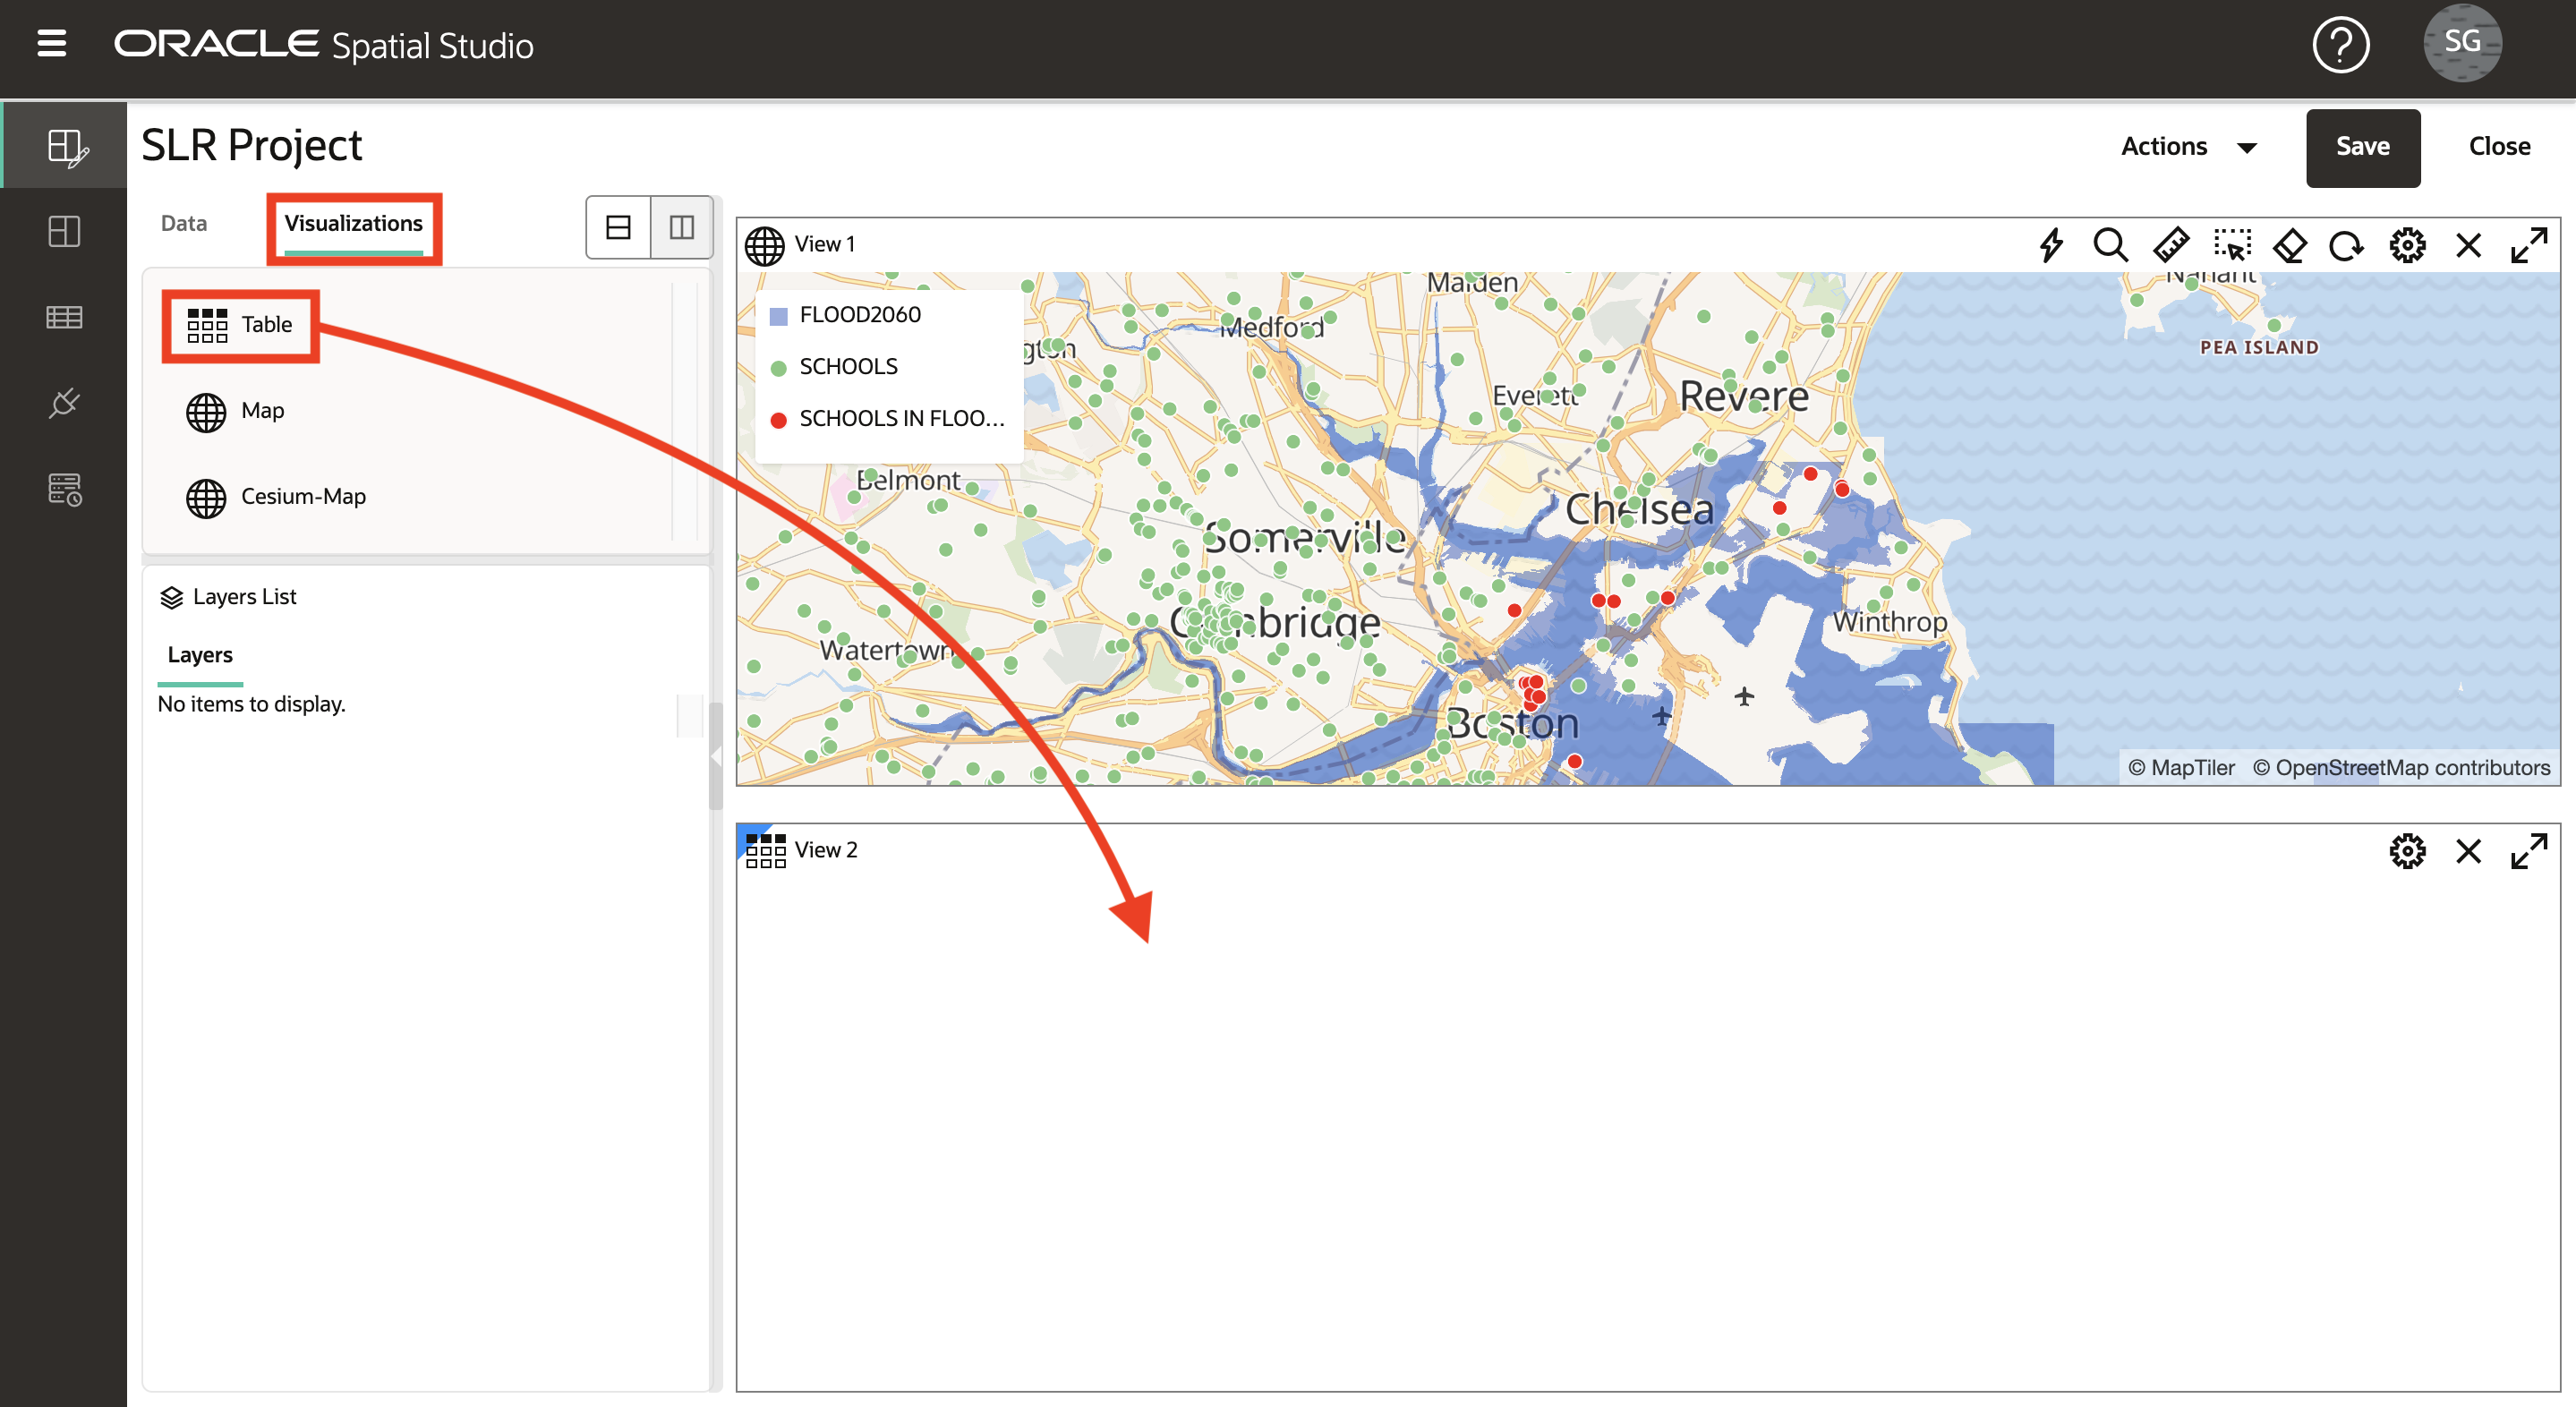 ORACLE Spatial Studio
SG
SLR Project
Actions
Save
Close
Data
Visualizations
View 1
Table
Map
Cesium-Map
FLOOD2060
SCHOOLS
SCHOOLS IN FLOO...
Malden
Nahant
Medford
gton
PEA ISLAND
Everett
Revere
Belmont
Somerville
Chelsea
Cambridge
Winthrop
Watertown
Boston
© MapTiler © OpenStreetMap contributors
Layers List
Layers
No items to display.
View 2